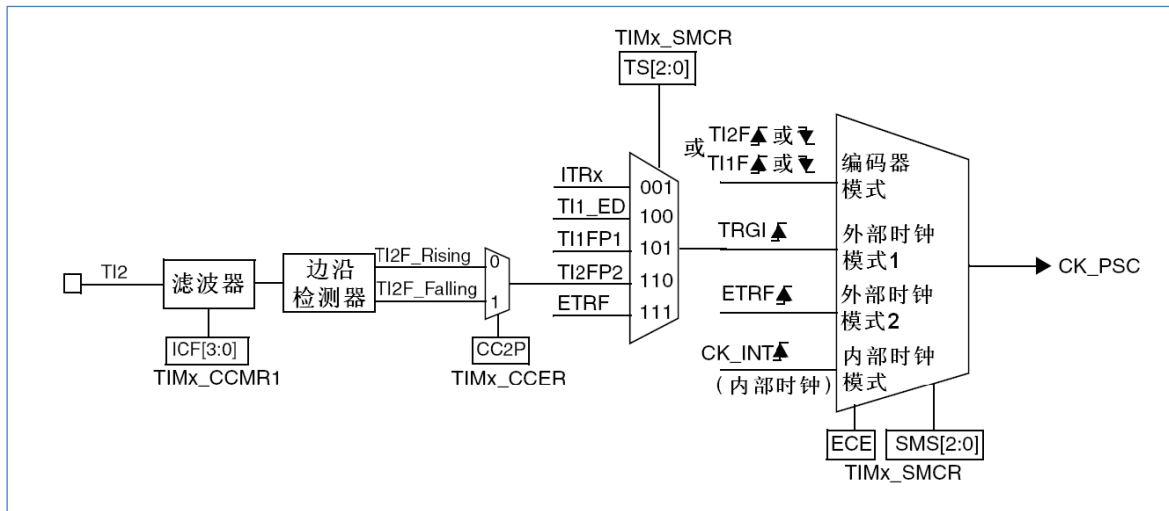 TIMx_SMCR
TS[2:0]
ITRx
TI1_ED
TI1FP1
TI2FP2
ETRF
001
100
101
110
111
TI2
滤波器
ICF[3:0]
TIMx_CCMR1
边沿
检测器
TI2F_Rising
TI2F_Falling
0
1
CC2P
TIMx_CCER
或
TI2F 或
TI1F 或
编码器
模式
TRGI
外部时钟
模式1
ETRF
外部时钟
模式2
CK_INT
(内部时钟)
内部时钟
模式
CK_PSC
ECE
SMS[2:0]
TIMx_SMCR